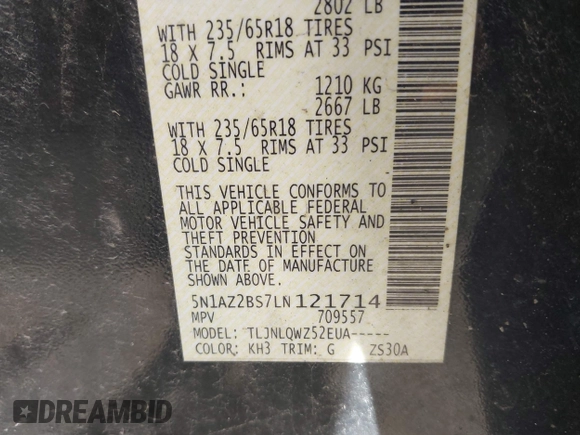 2802 LB
WITH 235/65R18 TIRES
18 X 7.5 RIMS AT 33 PSI
COLD SINGLE
GAWR RR.: 1210 KG
2667 LB
WITH 235/65R18 TIRES
18 X 7.5 RIMS AT 33 PSI
COLD SINGLE
THIS VEHICLE CONFORMS TO
ALL APPLICABLE FEDERAL
MOTOR VEHICLE SAFETY AND
THEFT PREVENTION
STANDARDS IN EFFECT ON
THE DATE OF MANUFACTURE
SHOWN ABOVE.
5N1AZ2BS7LN121714
MPV 709557
MODEL: TLJNLQWZ52EUA-----
COLOR: KH3 TRIM: G ZS30A
DREAMBID